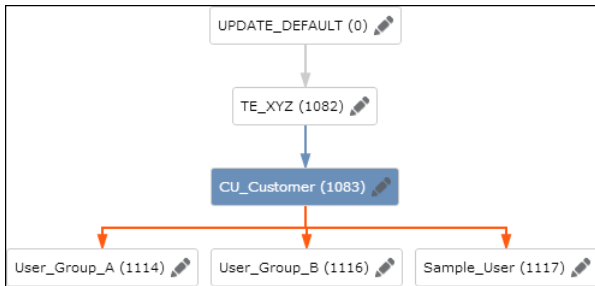 UPDATE_DEFAULT (0)
TE_XYZ (1082)
CU_Customer (1083)
User_Group_A (1114)
User_Group_B (1116)
Sample_User (1117)